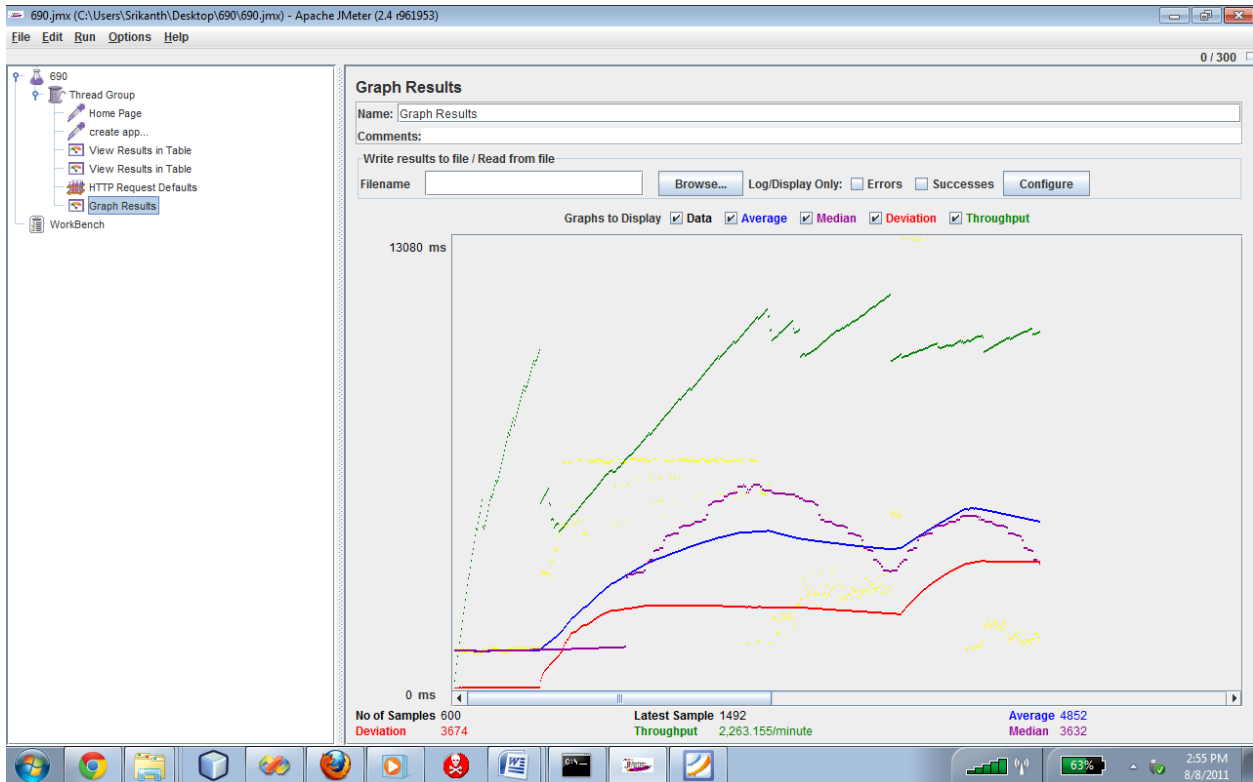 690.jmx (C:\Users\Srikanth\Desktop\690\690.jmx) - Apache JMeter (2.4 r961953)
File Edit Run Options Help
0 / 300
690
Thread Group
Home Page
create app...
View Results in Table
View Results in Table
HTTP Request Defaults
Graph Results
WorkBench
Graph Results
Name: Graph Results
Comments:
Write results to file / Read from file
Filename Browse... Log/Display Only: Errors Successes Configure
Graphs to Display Data Average Median Deviation Throughput
13080 ms
0 ms
No of Samples 600 Latest Sample 1492 Average 4852
Deviation 3674 Throughput 2,263.155/minute Median 3632
63% 2:55 PM
8/8/2011